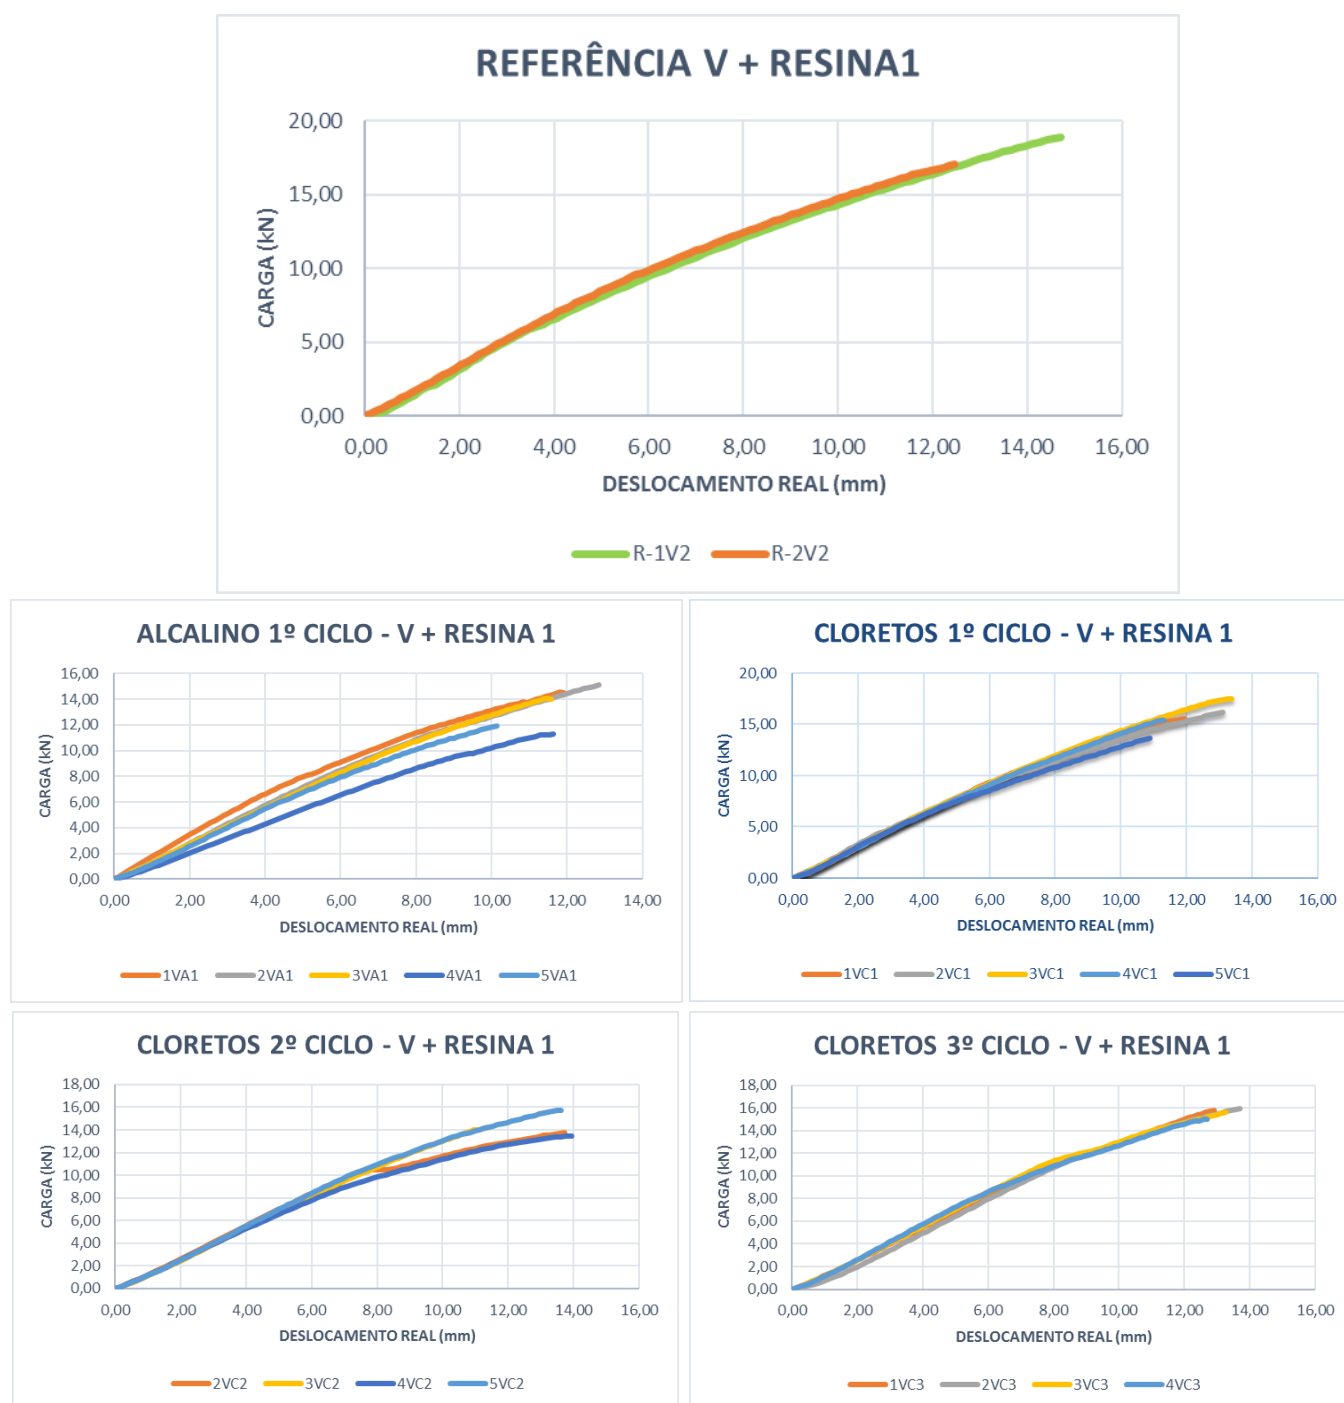 REFERÊNCIA V + RESINA1
20,00
15,00
10,00
5,00
0,00
CARGA (kN)
0,00 2,00 4,00 6,00 8,00 10,00 12,00 14,00 16,00
DESLOCAMENTO REAL (mm)
R-1V2 R-2V2
ALCALINO 1º CICLO - V + RESINA 1
16,00
14,00
12,00
10,00
8,00
6,00
4,00
2,00
0,00
CARGA (kN)
0,00 2,00 4,00 6,00 8,00 10,00 12,00 14,00
DESLOCAMENTO REAL (mm)
1VA1 2VA1 3VA1 4VA1 5VA1
CLORETOS 1º CICLO - V + RESINA 1
20,00
15,00
10,00
5,00
0,00
CARGA (kN)
0,00 2,00 4,00 6,00 8,00 10,00 12,00 14,00 16,00
DESLOCAMENTO REAL (mm)
1VC1 2VC1 3VC1 4VC1 5VC1
CLORETOS 2º CICLO - V + RESINA 1
18,00
16,00
14,00
12,00
10,00
8,00
6,00
4,00
2,00
0,00
CARGA (kN)
0,00 2,00 4,00 6,00 8,00 10,00 12,00 14,00 16,00
DESLOCAMENTO REAL (mm)
2VC2 3VC2 4VC2 5VC2
CLORETOS 3º CICLO - V + RESINA 1
18,00
16,00
14,00
12,00
10,00
8,00
6,00
4,00
2,00
0,00
CARGA (kN)
0,00 2,00 4,00 6,00 8,00 10,00 12,00 14,00 16,00
DESLOCAMENTO REAL (mm)
1VC3 2VC3 3VC3 4VC3